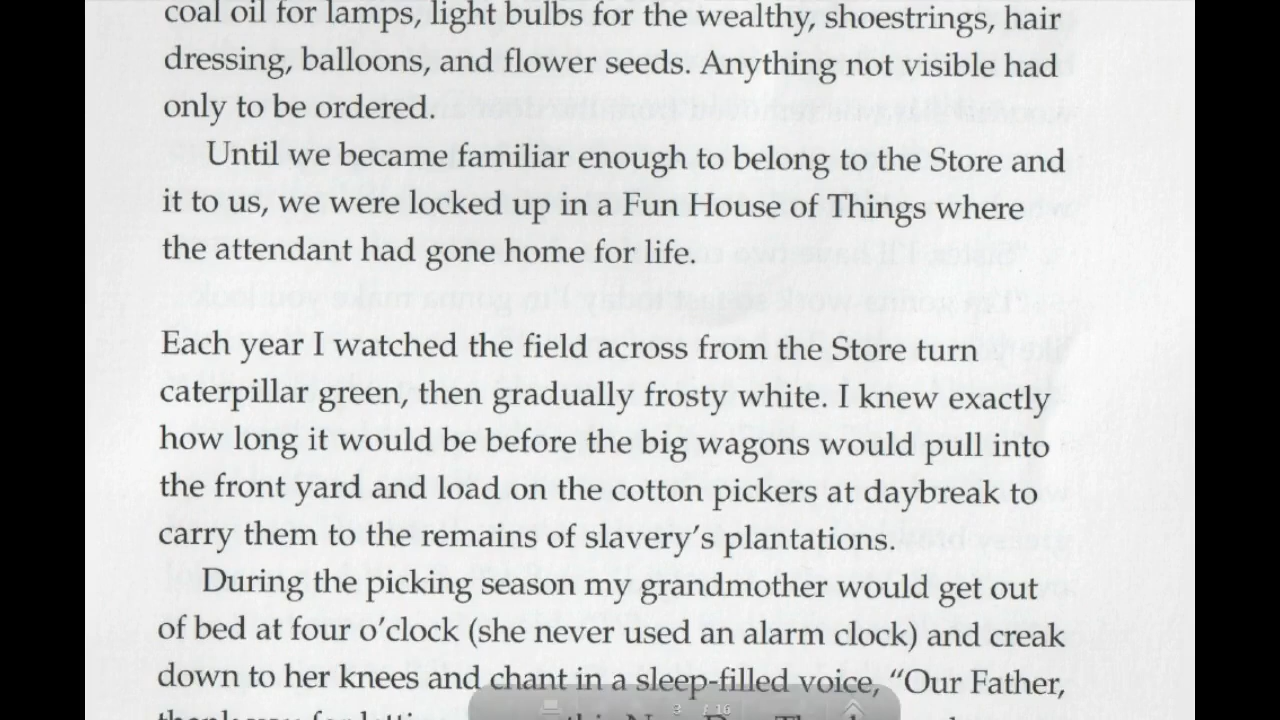 coal oil for lamps, light bulbs for the wealthy, shoestrings, hair
dressing, balloons, and flower seeds. Anything not visible had
only to be ordered.
Until we became familiar enough to belong to the Store and
it to us, we were locked up in a Fun House of Things where
the attendant had gone home for life.
Each year I watched the field across from the Store turn
caterpillar green, then gradually frosty white. I knew exactly
how long it would be before the big wagons would pull into
the front yard and load on the cotton pickers at daybreak to
carry them to the remains of slavery’s plantations.
During the picking season my grandmother would get out
of bed at four o’clock (she never used an alarm clock) and creak
down to her knees and chant in a sleep-filled voice, “Our Father,
3 / 16